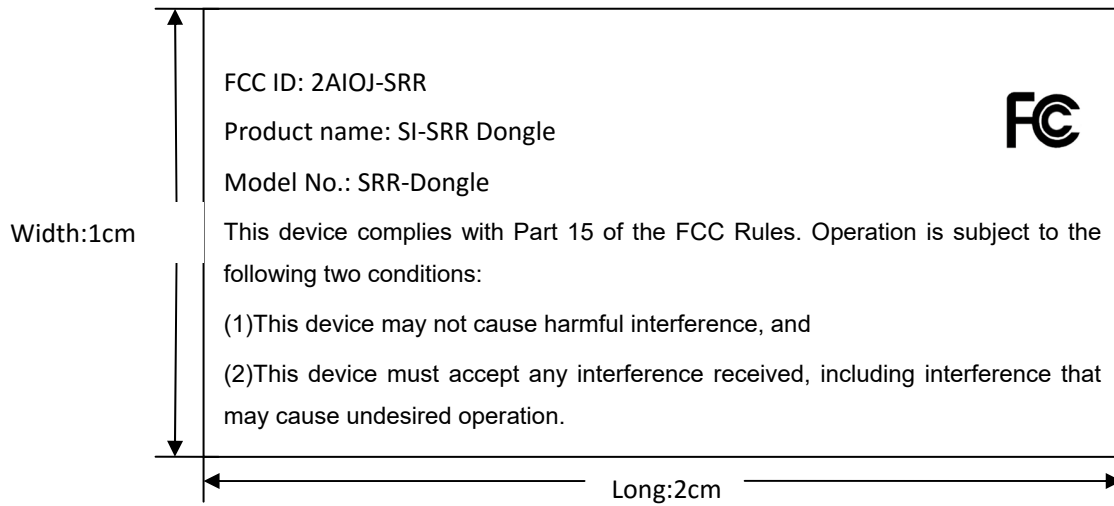 FCC ID: 2AIOJ-SRR
FC
Product name: SI-SRR Dongle
Model No.: SRR-Dongle
Width:1cm
This device complies with Part 15 of the FCC Rules. Operation is subject to the
following two conditions:
(1)This device may not cause harmful interference, and
(2)This device must accept any interference received, including interference that
may cause undesired operation.
Long:2cm